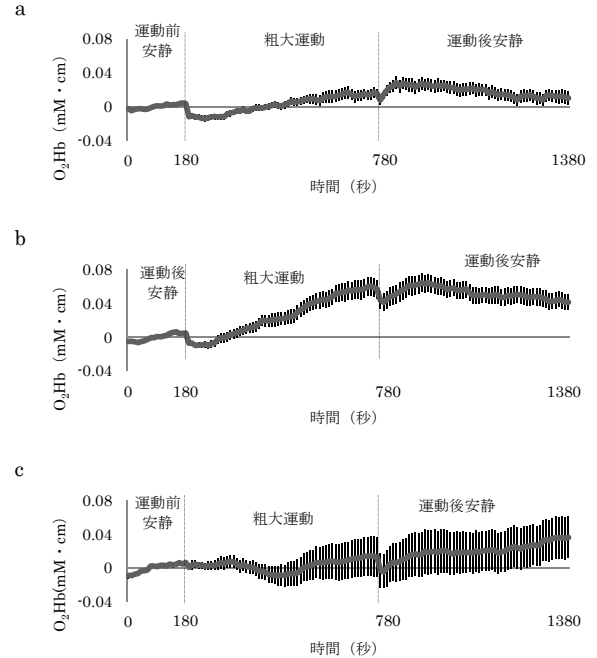 a
運動前
安静
粗大運動
運動後安静
0.08
0.04
0
-0.04
O₂Hb（mM・cm）
0
180
780
1380
時間（秒）
b
運動後
安静
粗大運動
運動後安静
0.08
0.04
0
-0.04
O₂Hb（mM・cm）
0
180
780
1380
時間（秒）
c
運動前
安静
粗大運動
運動後安静
0.08
0.04
0
-0.04
O₂Hb(mM・cm)
0
180
780
1380
時間（秒）